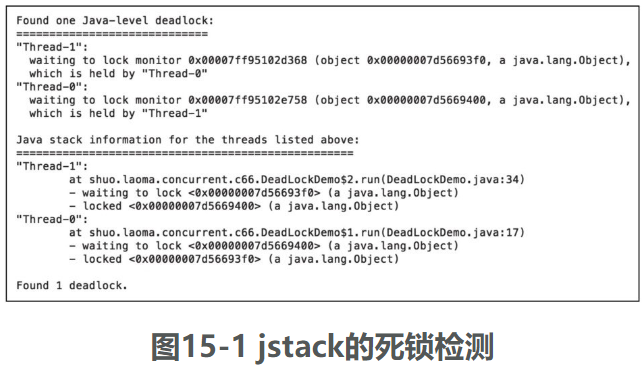 Found one Java-level deadlock:
=============================
"Thread-1":
  waiting to lock monitor 0x00007ff95102d368 (object 0x00000007d56693f0, a java.lang.Object),
  which is held by "Thread-0"
"Thread-0":
  waiting to lock monitor 0x00007ff95102e758 (object 0x00000007d5669400, a java.lang.Object),
  which is held by "Thread-1"
Java stack information for the threads listed above:
===================================================
"Thread-1":
        at shuo.laoma.concurrent.c66.DeadLockDemo$2.run(DeadLockDemo.java:34)
        - waiting to lock <0x00000007d56693f0> (a java.lang.Object)
        - locked <0x00000007d5669400> (a java.lang.Object)
"Thread-0":
        at shuo.laoma.concurrent.c66.DeadLockDemo$1.run(DeadLockDemo.java:17)
        - waiting to lock <0x00000007d5669400> (a java.lang.Object)
        - locked <0x00000007d56693f0> (a java.lang.Object)
Found 1 deadlock.
图15-1 jstack的死锁检测